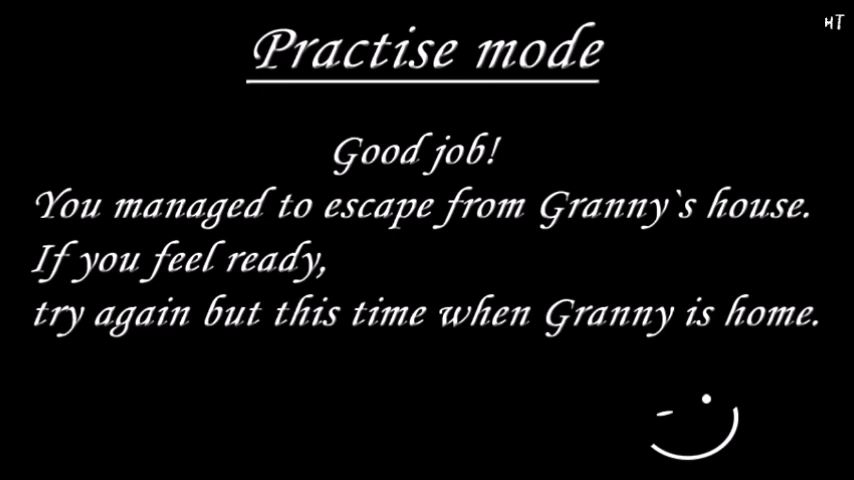 HT
Practise mode
Good job!
You managed to escape from Granny`s house.
If you feel ready,
try again but this time when Granny is home.